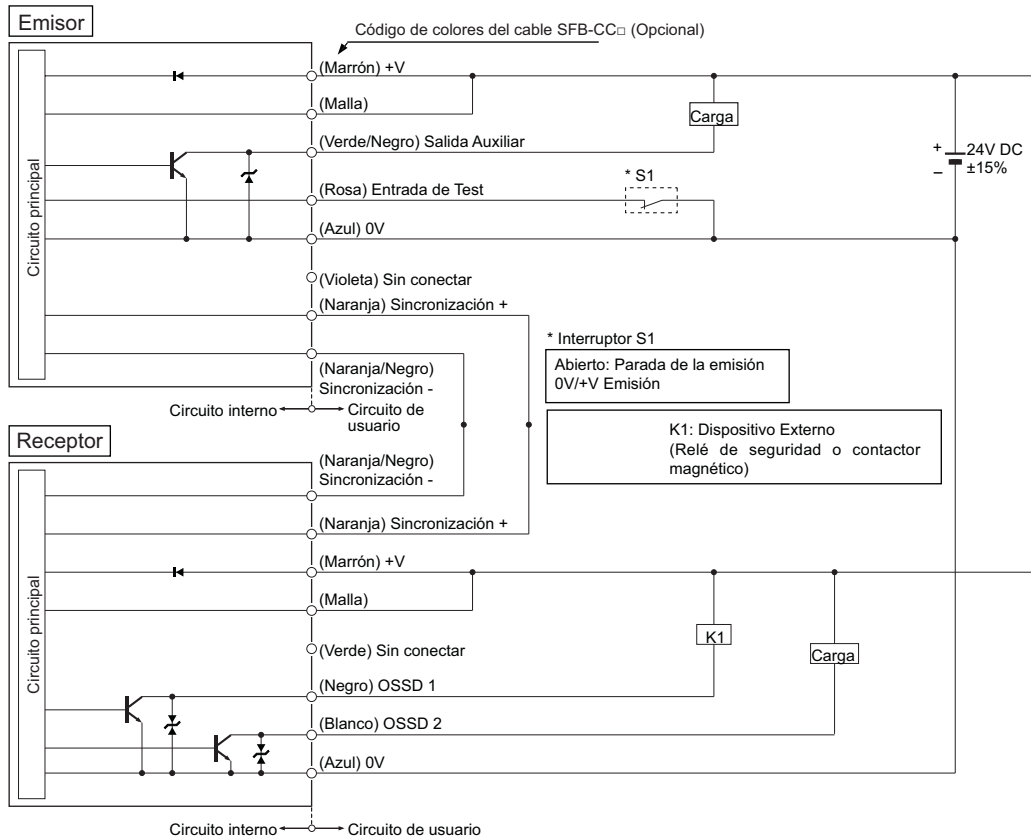 Emisor
Código de colores del cable SFB-CC□ (Opcional)
(Marrón) +V
(Malla)
Carga
(Verde/Negro) Salida Auxiliar
+
24V DC
−
±15%
* S1
(Rosa) Entrada de Test
(Azul) 0V
Circuito principal
(Violeta) Sin conectar
(Naranja) Sincronización +
* Interruptor S1
Abierto: Parada de la emisión
0V/+V Emisión
(Naranja/Negro)
Sincronización -
Circuito interno
Circuito de
usuario
K1: Dispositivo Externo
(Relé de seguridad o contactor
magnético)
Receptor
(Naranja/Negro)
Sincronización -
(Naranja) Sincronización +
(Marrón) +V
(Malla)
Circuito principal
K1
(Verde) Sin conectar
Carga
(Negro) OSSD 1
(Blanco) OSSD 2
(Azul) 0V
Circuito interno
Circuito de usuario